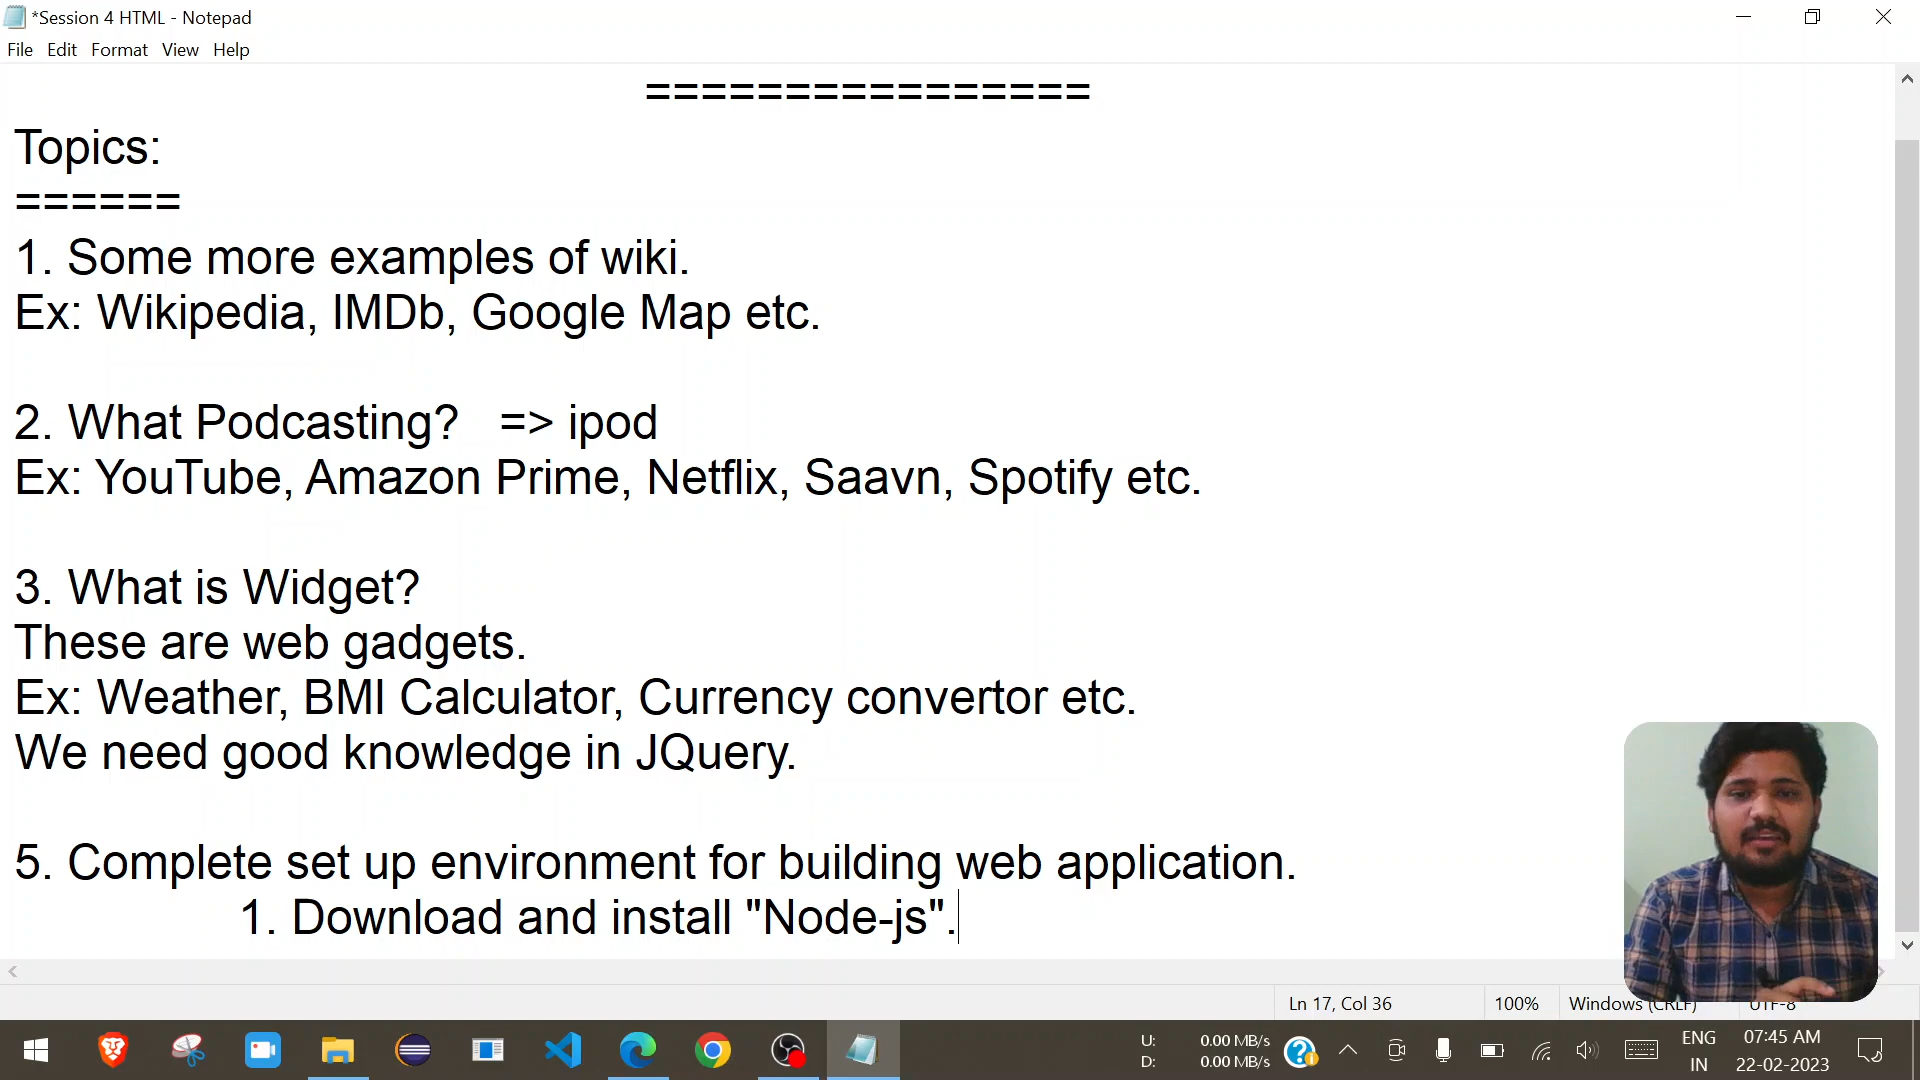 *Session 4 HTML - Notepad
File Edit Format View Help
================
Topics:
======
1. Some more examples of wiki.
Ex: Wikipedia, IMDb, Google Map etc.
2. What Podcasting? => ipod
Ex: YouTube, Amazon Prime, Netflix, Saavn, Spotify etc.
3. What is Widget?
These are web gadgets.
Ex: Weather, BMI Calculator, Currency convertor etc.
We need good knowledge in JQuery.
5. Complete set up environment for building web application.
1. Download and install "Node-js".
Ln 17, Col 36 100% Windows (CRLF) UTF-8
U: 0.00 MB/s
D: 0.00 MB/s
ENG
IN
07:45 AM
22-02-2023